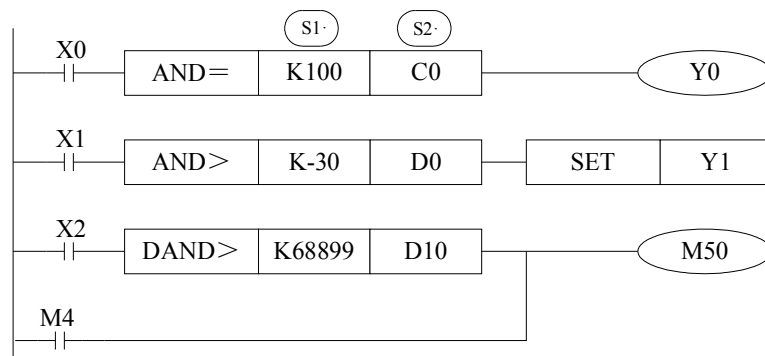 S1· S2·
X0 AND= K100 C0 Y0
X1 AND> K-30 D0 SET Y1
X2 DAND> K68899 D10 M50
M4